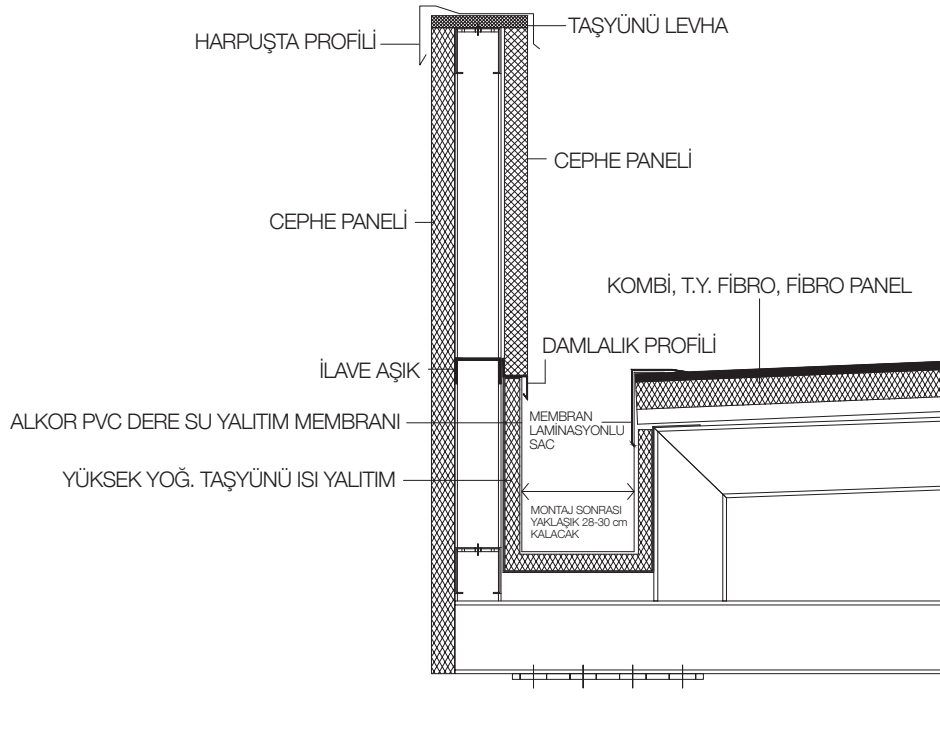 TAŞYÜNÜ LEVHA
HARPUŞTA PROFİLİ
CEPHE PANELİ
CEPHE PANELİ
KOMBİ, T.Y. FİBRO, FİBRO PANEL
DAMLALIK PROFİLİ
İLAVE AŞIK
ALKOR PVC DERE SU YALITIM MEMBRANI
MEMBRAN
LAMİNASYONLU
SAC
YÜKSEK YOĞ. TAŞYÜNÜ ISI YALITIM
MONTAJ SONRASI
YAKLAŞIK 28-30 cm
KALACAK